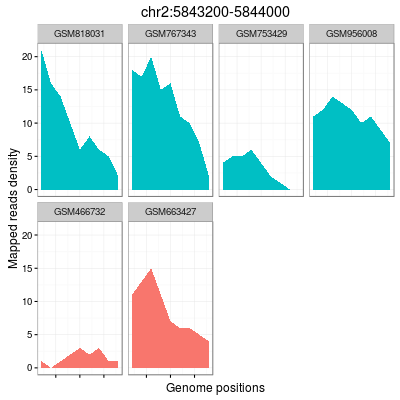 chr2:5843200-5844000
GSM818031 GSM767343 GSM753429 GSM956008
20
15
10
5
0
GSM466732 GSM663427
20
15
10
5
0
Mapped reads density
Genome positions